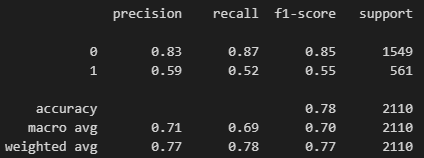 precision recall f1-score support
0 0.83 0.87 0.85 1549
1 0.59 0.52 0.55 561
accuracy 0.78 2110
macro avg 0.71 0.69 0.70 2110
weighted avg 0.77 0.78 0.77 2110